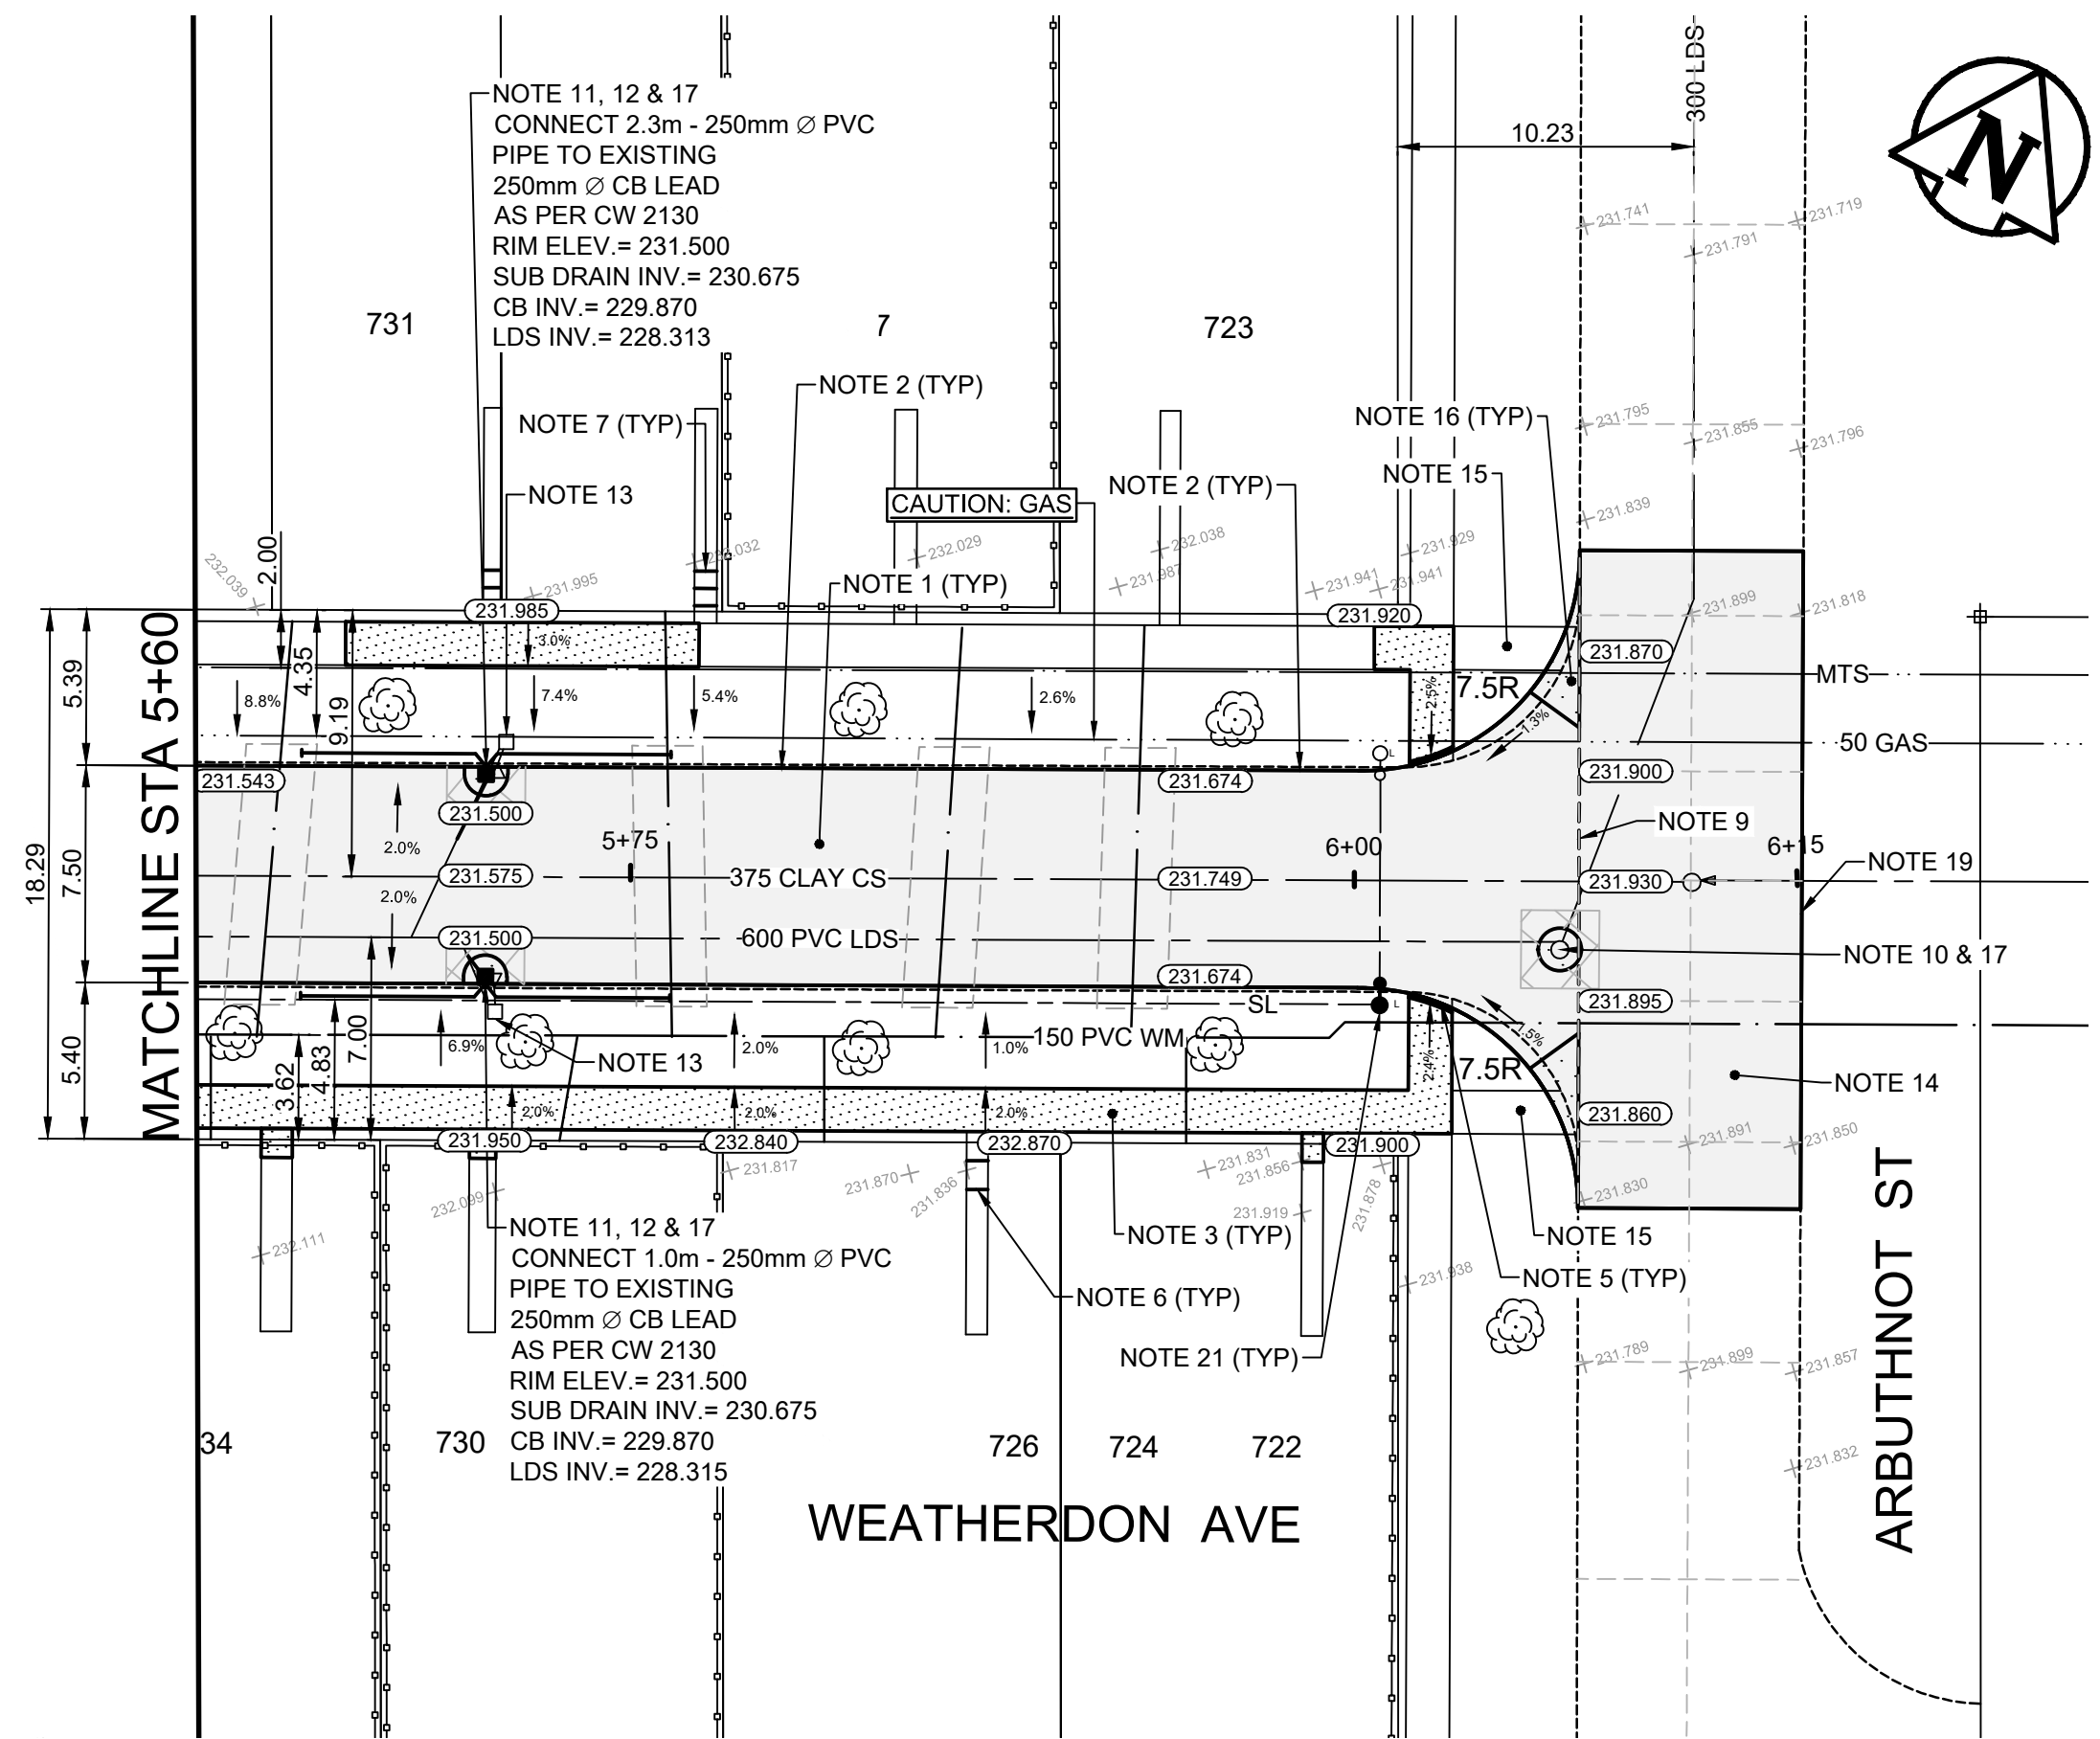 300 LDS
N
NOTE 11, 12 & 17
CONNECT 2.3m - 250mm ∅ PVC
PIPE TO EXISTING
250mm ∅ CB LEAD
AS PER CW 2130
RIM ELEV.= 231.500
SUB DRAIN INV.= 230.675
CB INV.= 229.870
LDS INV.= 228.313
10.23
231.741
231.719
231.791
731
7
723
NOTE 2 (TYP)
NOTE 7 (TYP)
NOTE 16 (TYP)
231.795
231.855
231.796
NOTE 13
CAUTION: GAS
NOTE 2 (TYP)
NOTE 15
231.839
232.039
2.00
231.995
232.032
232.029
232.038
231.929
NOTE 1 (TYP)
231.987
231.941
231.941
231.985
231.920
231.899
231.818
3.0%
231.870
5.39
4.35
9.19
8.8%
7.4%
5.4%
2.6%
2.5%
7.5R
1.3%
MTS
50 GAS
231.543
231.500
231.674
231.900
L
NOTE 9
MATCHLINE STA 5+60
18.29
7.50
2.0%
5+75
6+00
6+15
NOTE 19
231.575
375 CLAY CS
231.749
231.930
2.0%
231.500
600 PVC LDS
NOTE 10 & 17
231.674
231.895
SL
L
5.40
3.62
4.83
7.00
6.9%
2.0%
1.0%
150 PVC WM
2.4%
1.5%
7.5R
NOTE 13
NOTE 14
2.0%
2.0%
2.0%
231.860
231.950
232.840
232.870
231.900
231.891
231.850
231.817
231.870
231.836
231.831
231.856
231.878
232.099
231.919
231.830
232.111
NOTE 11, 12 & 17
CONNECT 1.0m - 250mm ∅ PVC
PIPE TO EXISTING
250mm ∅ CB LEAD
AS PER CW 2130
RIM ELEV.= 231.500
SUB DRAIN INV.= 230.675
CB INV.= 229.870
LDS INV.= 228.315
NOTE 3 (TYP)
NOTE 15
NOTE 5 (TYP)
231.938
NOTE 6 (TYP)
NOTE 21 (TYP)
231.789
231.899
231.857
34
730
726
724
722
231.832
WEATHERDON AVE
ARBUTHNOT ST